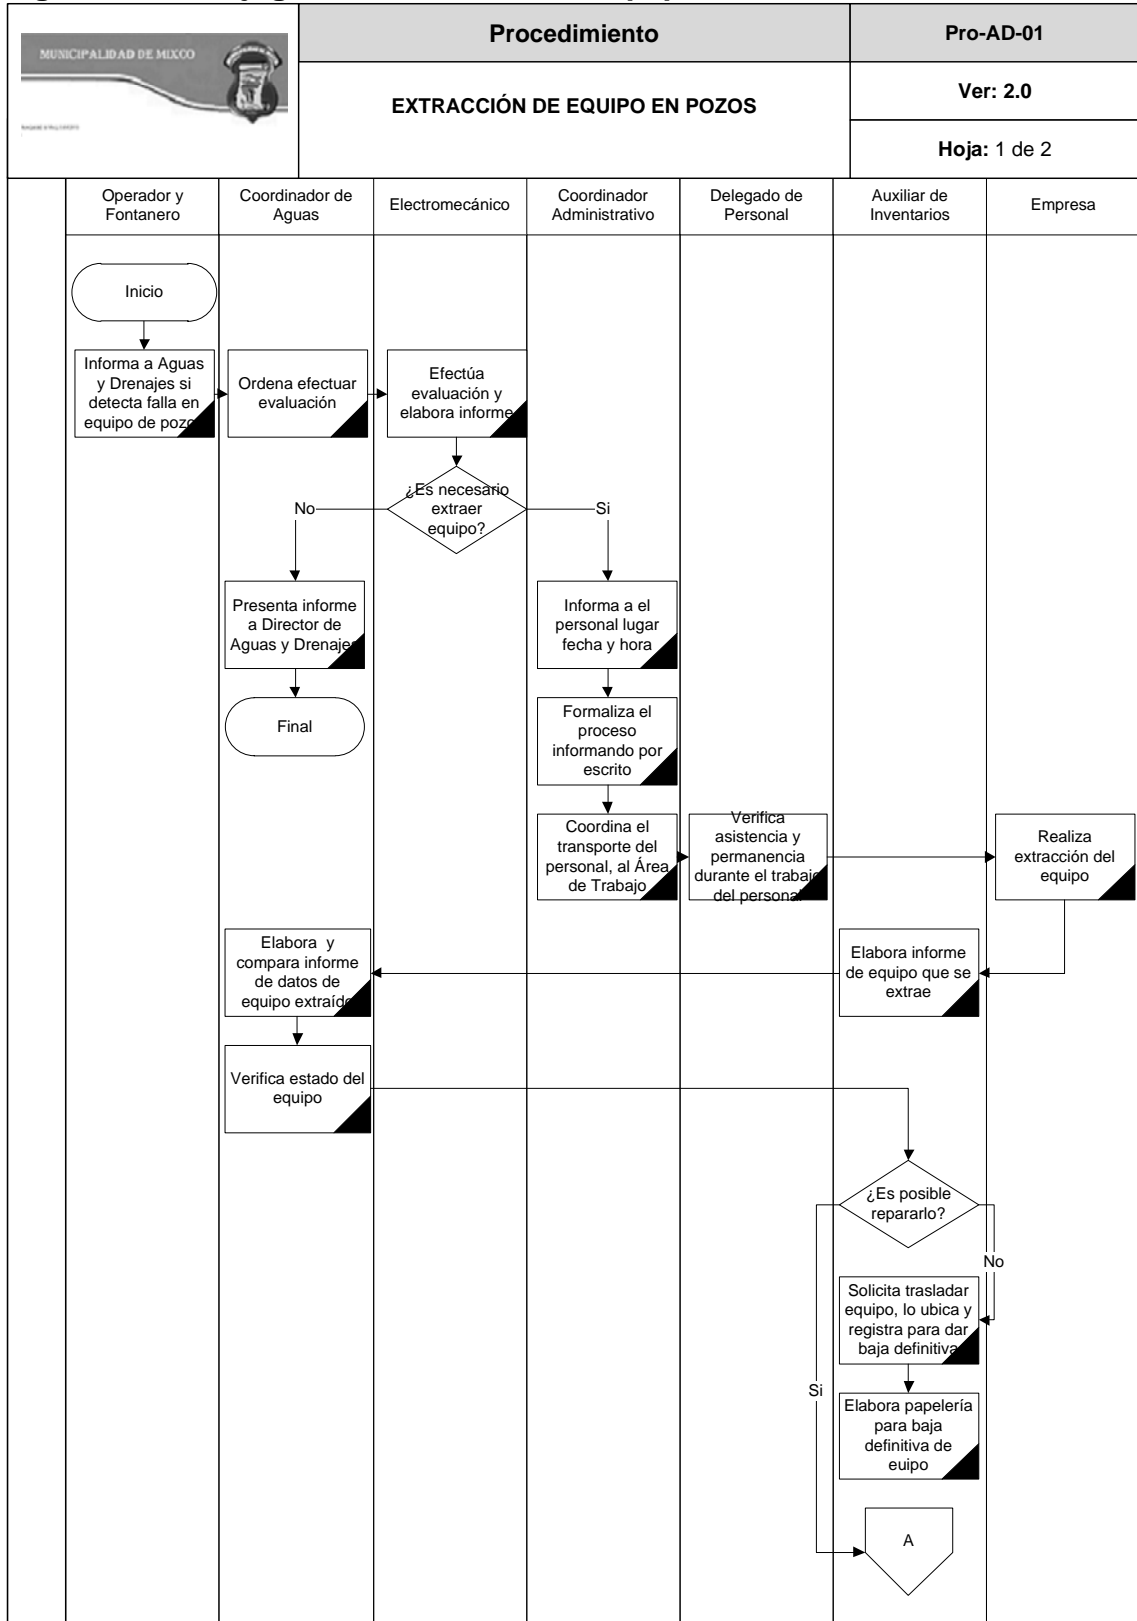 MUNICIPALIDAD DE MIXCO
Procedimiento
Pro-AD-01
EXTRACCIÓN DE EQUIPO EN POZOS
Ver: 2.0
Hoja: 1 de 2
Operador y
Fontanero
Coordinador de
Aguas
Electromecánico
Coordinador
Administrativo
Delegado de
Personal
Auxiliar de
Inventarios
Empresa
Inicio
Informa a Aguas
y Drenajes si
detecta falla en
equipo de pozo
Ordena efectuar
evaluación
Efectúa
evaluación y
elabora informe
¿Es necesario
extraer
equipo?
No
Si
Presenta informe
a Director de
Aguas y Drenajes
Informa a el
personal lugar
fecha y hora
Final
Formaliza el
proceso
informando por
escrito
Coordina el
transporte del
personal, al Área
de Trabajo
Verifica
asistencia y
permanencia
durante el trabajo
del personal
Realiza
extracción del
equipo
Elabora y
compara informe
de datos de
equipo extraído
Elabora informe
de equipo que se
extrae
Verifica estado del
equipo
¿Es posible
repararlo?
No
Solicita trasladar
equipo, lo ubica y
registra para dar
baja definitiva
Si
Elabora papelería
para baja
definitiva de
euipo
A